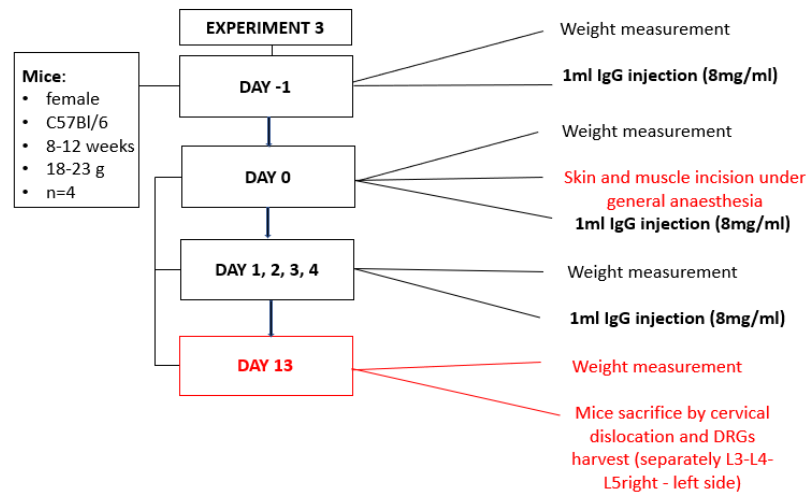 EXPERIMENT 3
Mice:
• female
• C57Bl/6
• 8-12 weeks
• 18-23 g
• n=4
DAY -1
Weight measurement
1ml IgG injection (8mg/ml)
DAY 0
Weight measurement
Skin and muscle incision under
general anaesthesia
1ml IgG injection (8mg/ml)
DAY 1, 2, 3, 4
Weight measurement
1ml IgG injection (8mg/ml)
DAY 13
Weight measurement
Mice sacrifice by cervical
dislocation and DRGs
harvest (separately L3-L4-
L5right - left side)